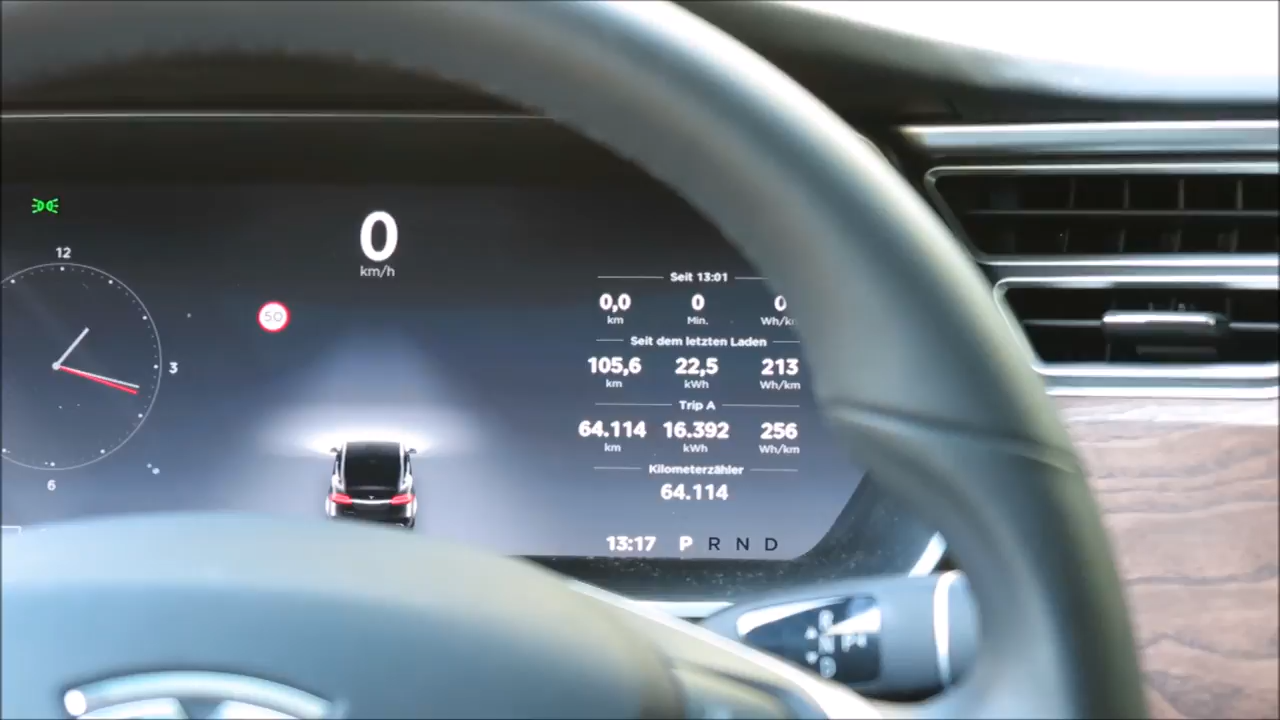 0
km/h
12
3
6
50
Seit 13:01
0,0 0 0
km Min. Wh/km
Seit dem letzten Laden
105,6 22,5 213
km kWh Wh/km
Trip A
64.114 16.392 256
km kWh Wh/km
Kilometerzähler
64.114
13:17 P R N D